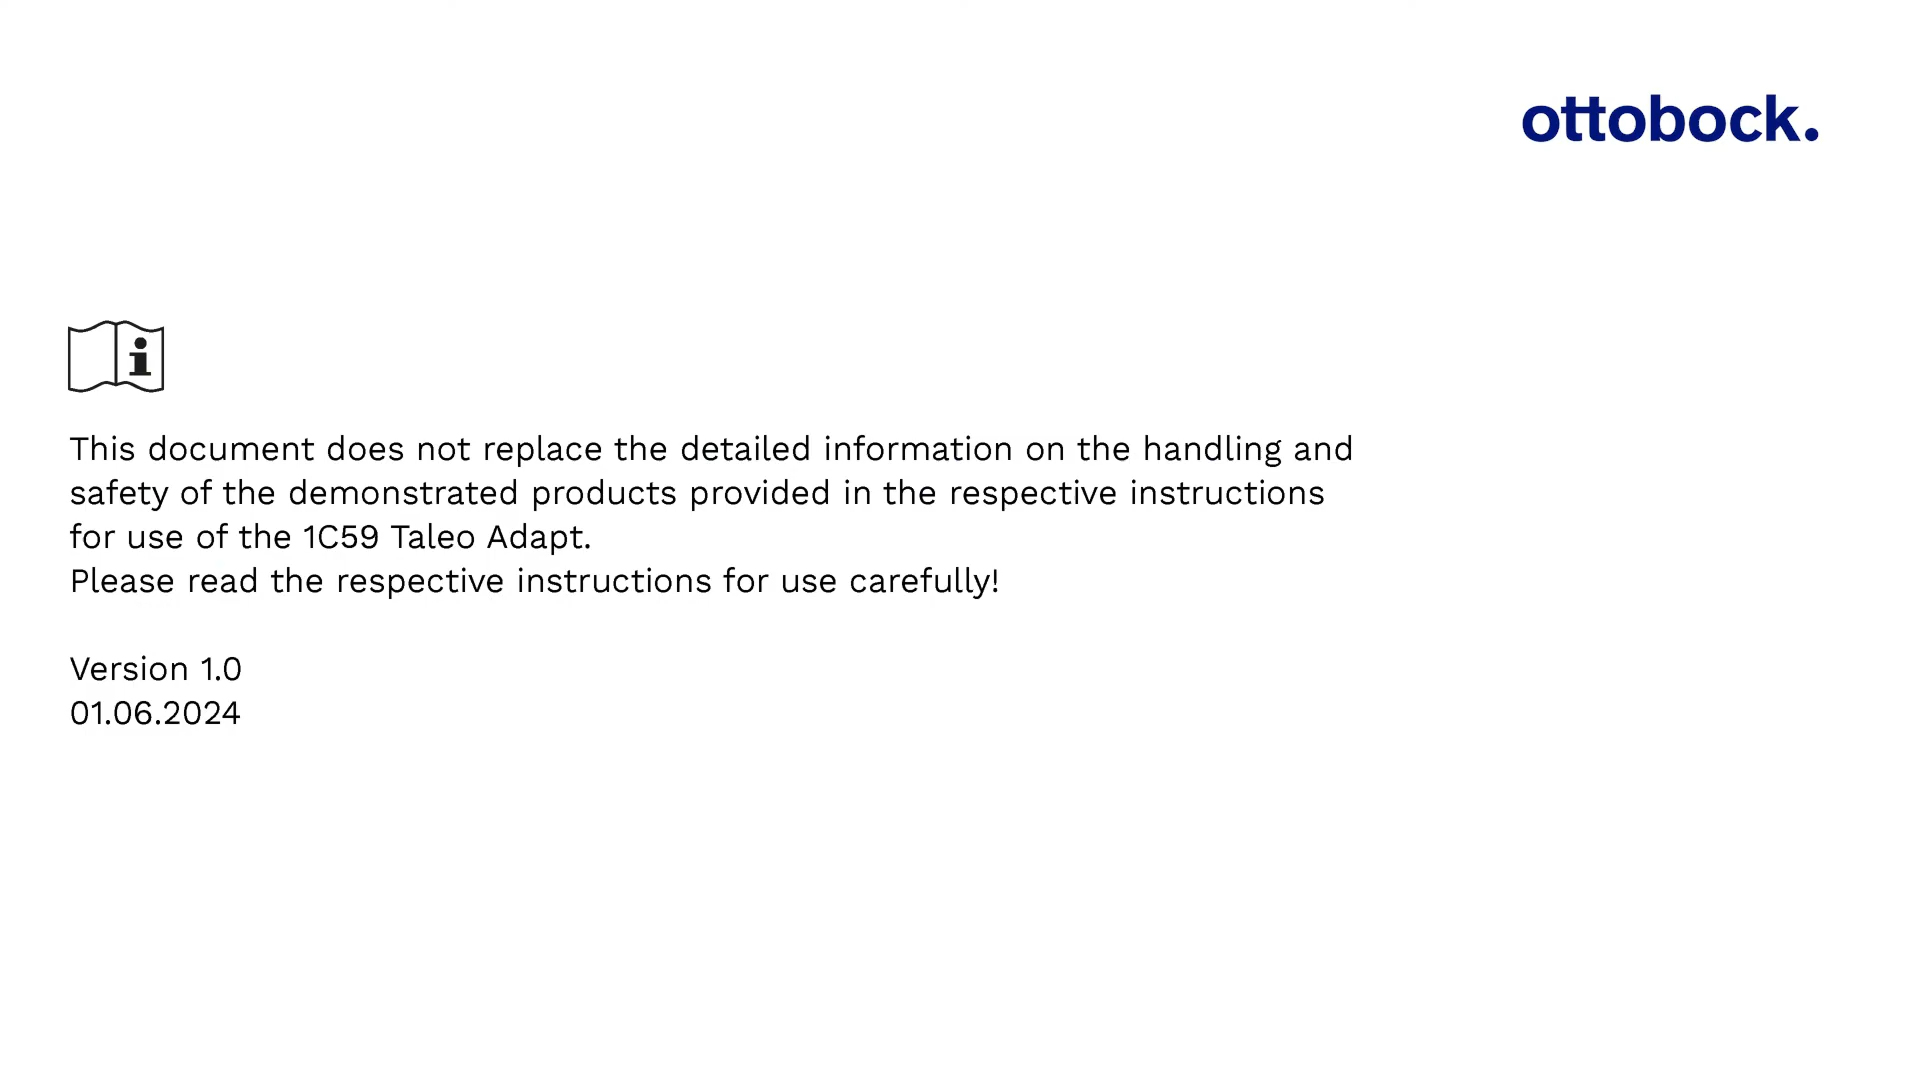 ottobock.
i
This document does not replace the detailed information on the handling and
safety of the demonstrated products provided in the respective instructions
for use of the 1C59 Taleo Adapt.
Please read the respective instructions for use carefully!
Version 1.0
01.06.2024